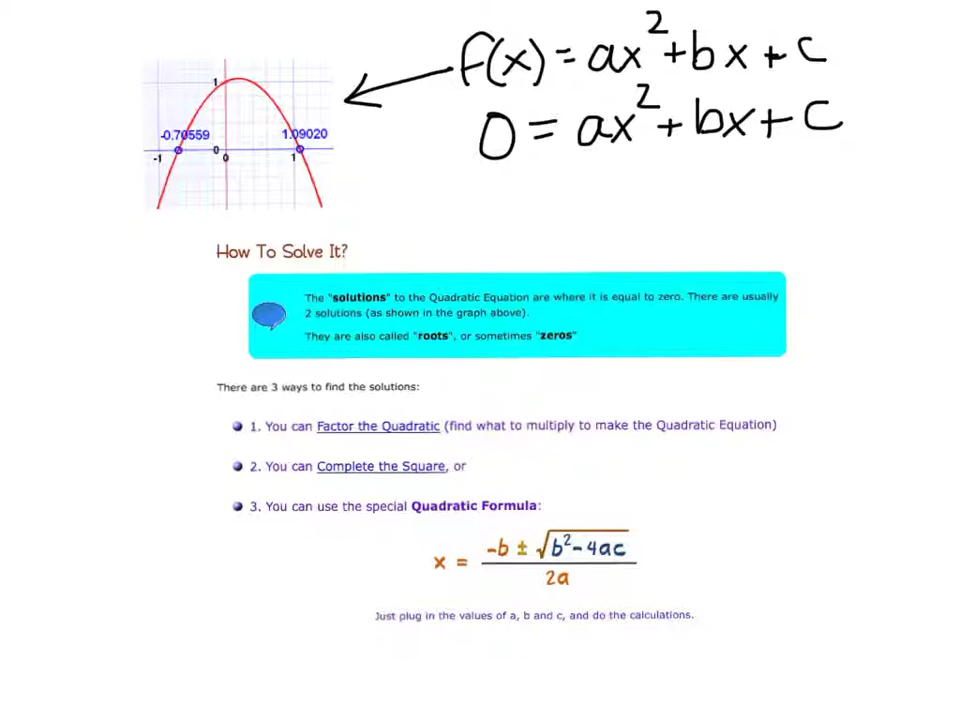 f(x) = ax²+bx+c
0 = ax²+bx+c
1
-0.70559
1.09020
-1
0
0
1
How To Solve It?
The "solutions" to the Quadratic Equation are where it is equal to zero. There are usually
2 solutions (as shown in the graph above).
They are also called "roots", or sometimes "zeros"
There are 3 ways to find the solutions:
1. You can Factor the Quadratic (find what to multiply to make the Quadratic Equation)
2. You can Complete the Square, or
3. You can use the special Quadratic Formula:
x = (-b ± √(b² - 4ac)) / 2a
Just plug in the values of a, b and c, and do the calculations.